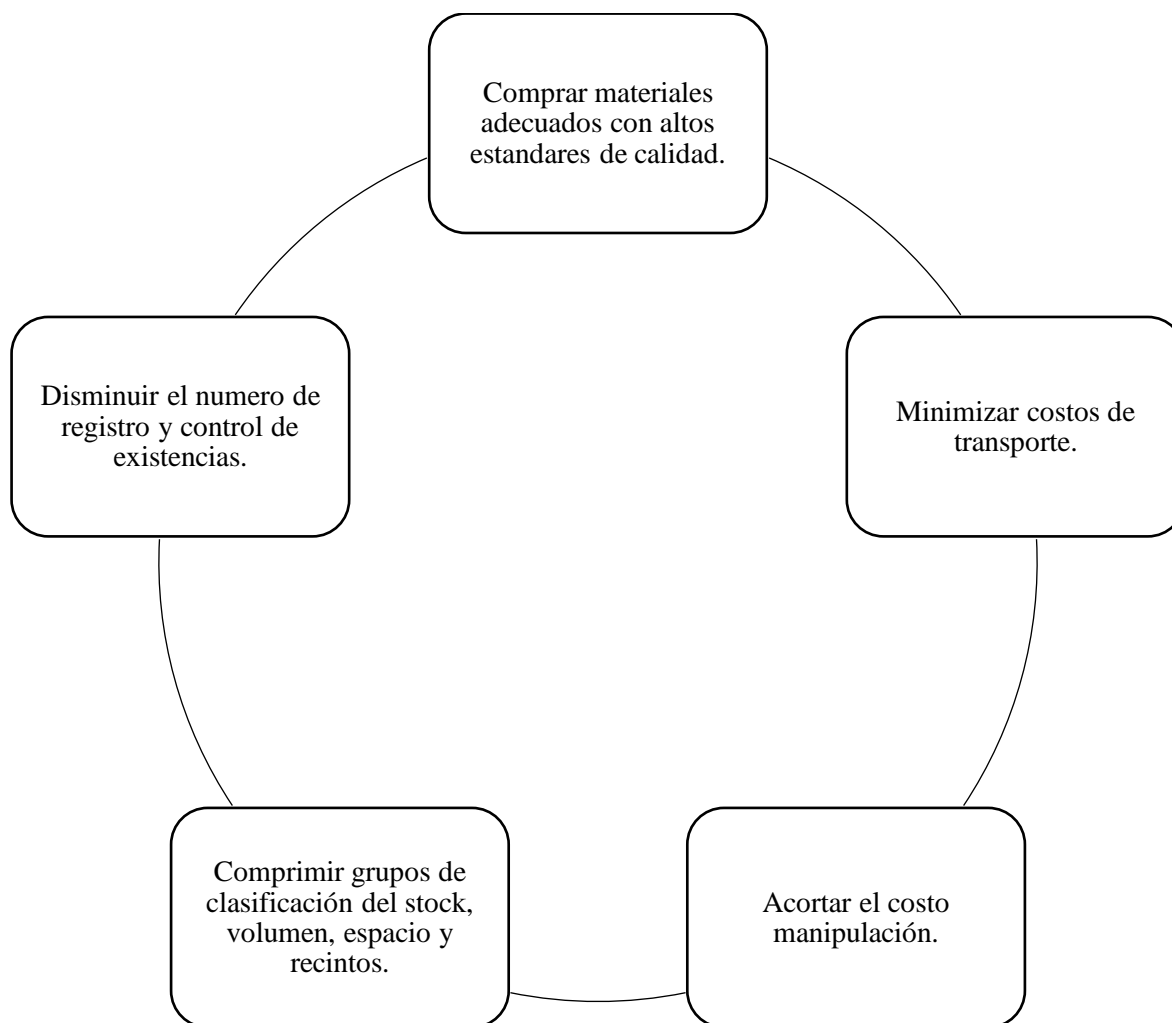 Comprar materiales
adecuados con altos
estandares de calidad.
Minimizar costos de
transporte.
Acortar el costo
manipulación.
Comprimir grupos de
clasificación del stock,
volumen, espacio y
recintos.
Disminuir el numero de
registro y control de
existencias.